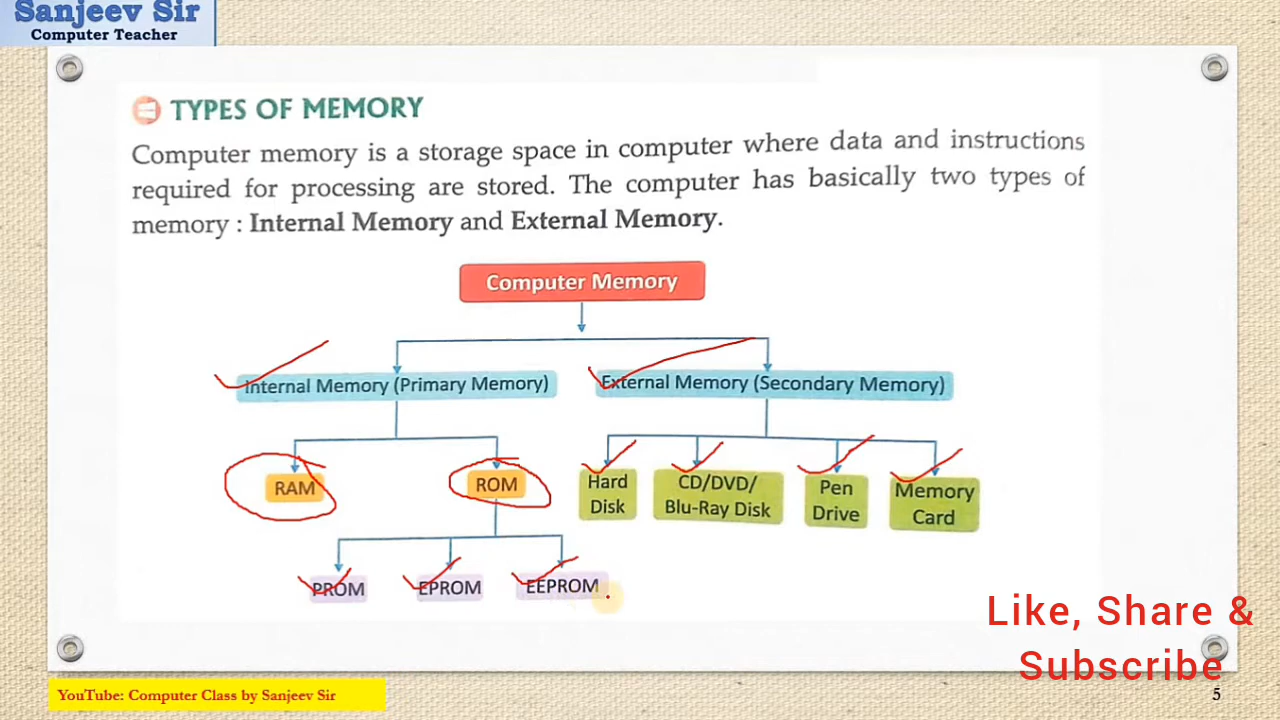 Sanjeev Sir
Computer Teacher
TYPES OF MEMORY
Computer memory is a storage space in computer where data and instructions
required for processing are stored. The computer has basically two types of
memory : Internal Memory and External Memory.
Computer Memory
Internal Memory (Primary Memory)
External Memory (Secondary Memory)
RAM
ROM
Hard
Disk
CD/DVD/
Blu-Ray Disk
Pen
Drive
Memory
Card
PROM
EPROM
EEPROM
Like, Share &
Subscribe
YouTube: Computer Class by Sanjeev Sir
5